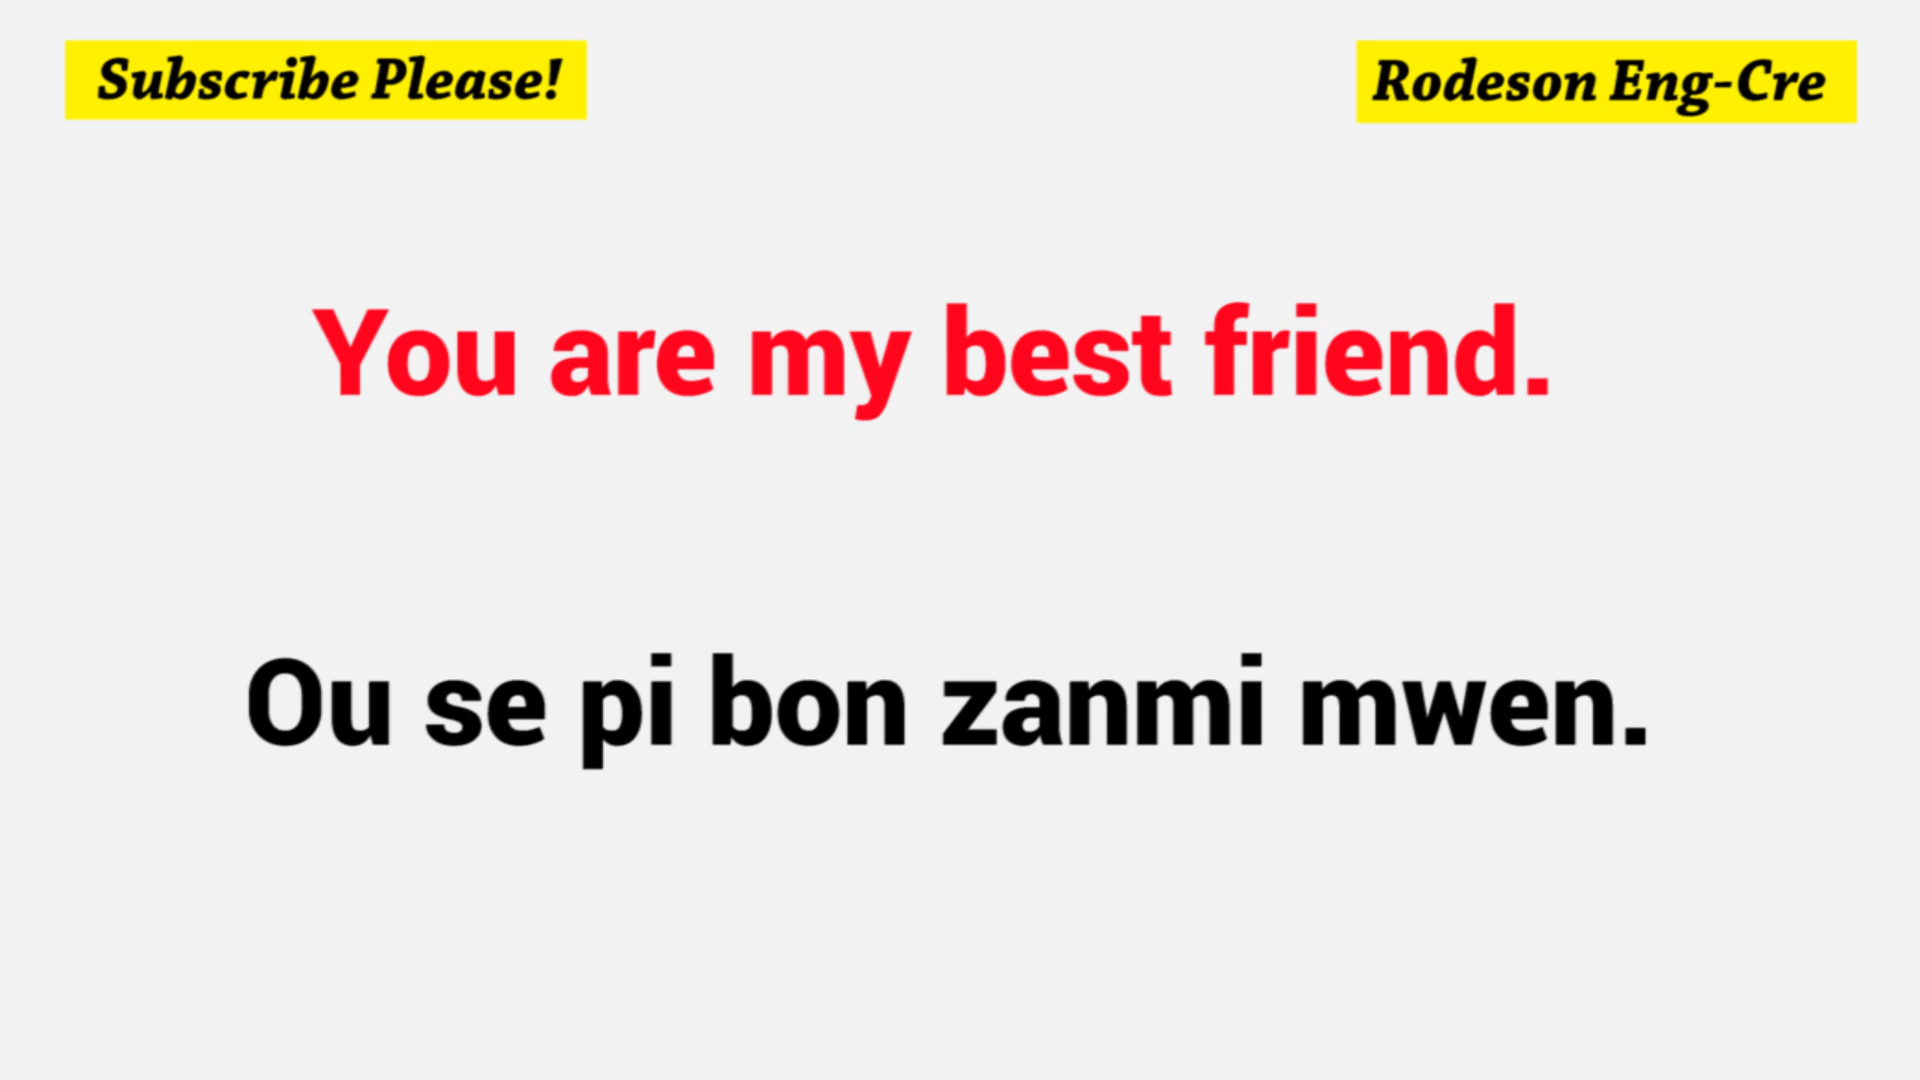 Subscribe Please!
Rodeson Eng-Cre
You are my best friend.
Ou se pi bon zanmi mwen.